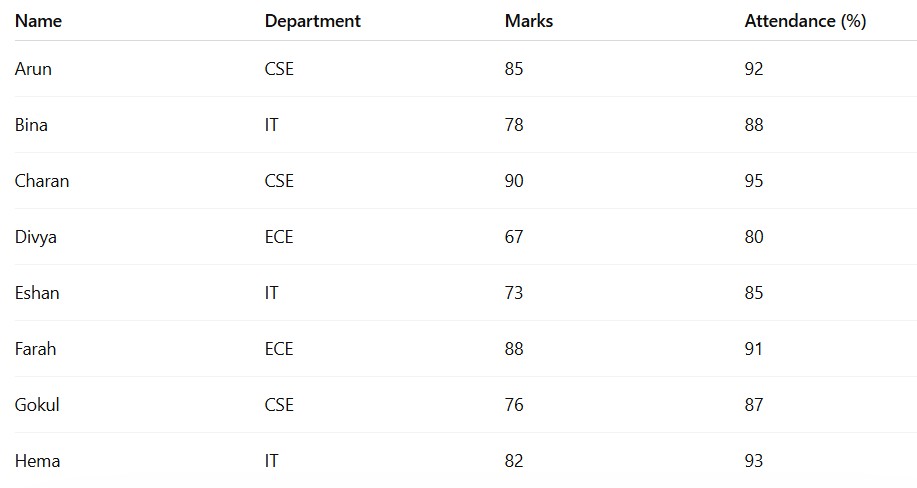 Name Department Marks Attendance (%)
Arun CSE 85 92
Bina IT 78 88
Charan CSE 90 95
Divya ECE 67 80
Eshan IT 73 85
Farah ECE 88 91
Gokul CSE 76 87
Hema IT 82 93